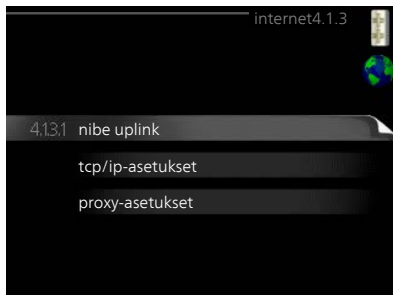 internet4.1.3
4.1.3.1 nibe uplink
tcp/ip-asetukset
proxy-asetukset